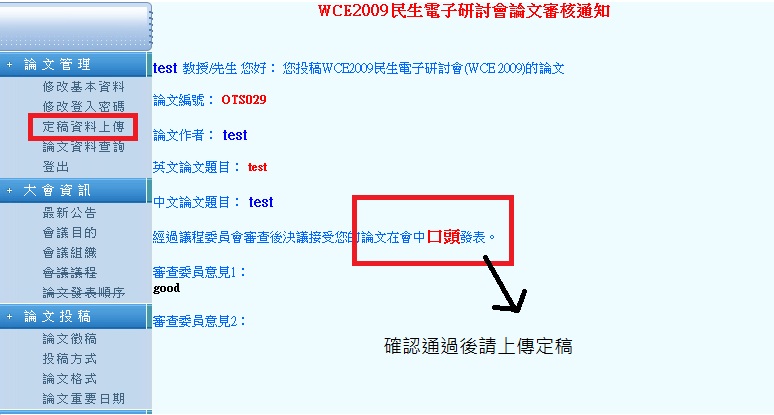 WCE2009民生電子研討會論文審核通知
+ 論文管理
修改基本資料
修改登入密碼
定稿資料上傳
論文資料查詢
登出
+ 大會資訊
最新公告
會議目的
會議組織
會議議程
論文發表順序
+ 論文投稿
論文徵稿
投稿方式
論文格式
論文重要日期
test 教授/先生 您好： 您投稿WCE2009民生電子研討會(WCE 2009)的論文
論文編號： OTS029
論文作者： test
英文論文題目： test
中文論文題目： test
經過議程委員會審查後決議接受您的論文在會中口頭發表。
審查委員意見1：
good
審查委員意見2：
確認通過後請上傳定稿